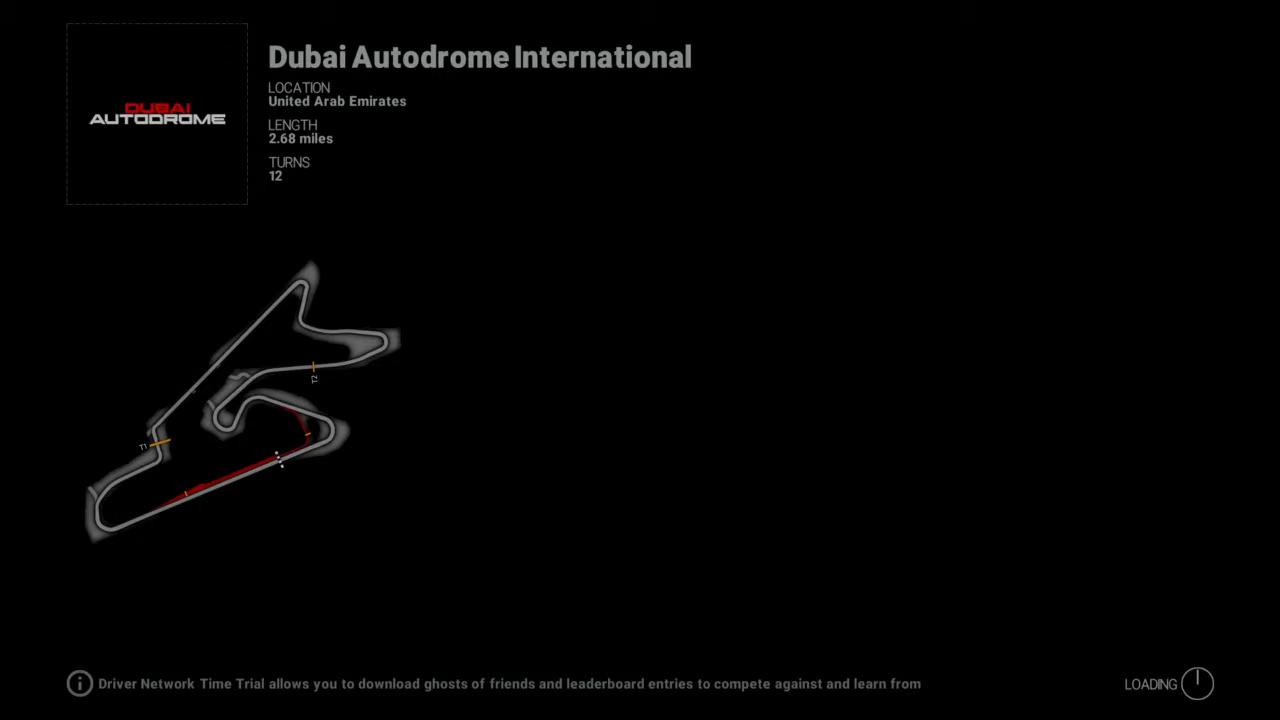 DUBAI
AUTODROME
Dubai Autodrome International
LOCATION
United Arab Emirates
LENGTH
2.68 miles
TURNS
12
T2
T1
Driver Network Time Trial allows you to download ghosts of friends and leaderboard entries to compete against and learn from
LOADING